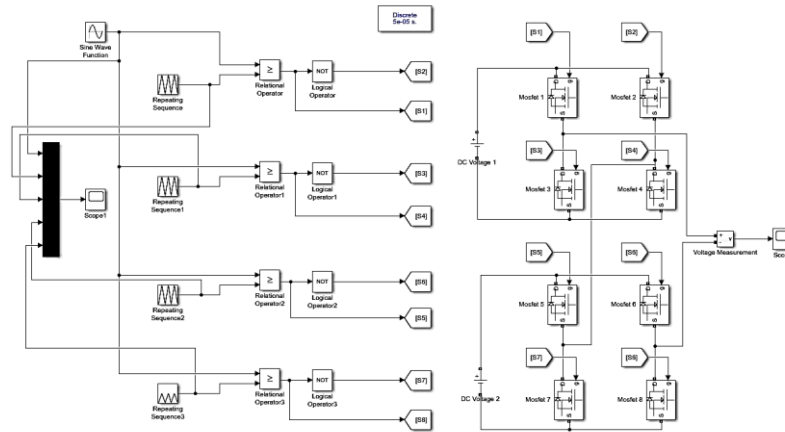 Discrete
5e-05 s.
Sine Wave
Function
Repeating
Sequence
≥
Relational
Operator
NOT
Logical
Operator
[S2]
[S1]
Scope1
Repeating
Sequence1
≥
Relational
Operator1
NOT
Logical
Operator1
[S3]
[S4]
Repeating
Sequence2
≥
Relational
Operator2
NOT
Logical
Operator2
[S6]
[S5]
Repeating
Sequence3
≥
Relational
Operator3
NOT
Logical
Operator3
[S7]
[S8]
[S1]
[S2]
Mosfet 1
Mosfet 2
DC Voltage 1
[S3]
[S4]
Mosfet 3
Mosfet 4
+
-
v
Voltage Measurement
[S5]
Mosfet 5
Mosfet 6
DC Voltage 2
[S7]
Mosfet 7
Mosfet 8